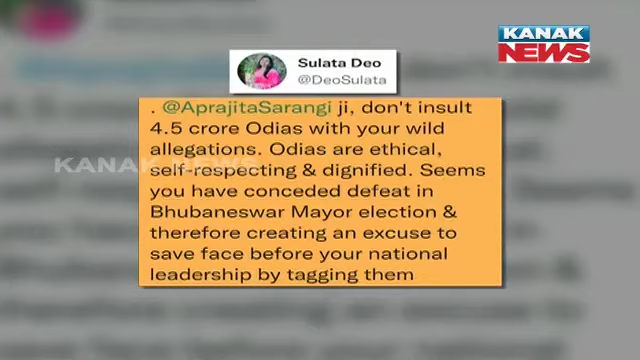 KANAK
NEWS
Sulata Deo
@DeoSulata
. @AprajitaSarangi ji, don't insult
4.5 crore Odias with your wild
allegations. Odias are ethical,
self-respecting & dignified. Seems
you have conceded defeat in
Bhubaneswar Mayor election &
therefore creating an excuse to
save face before your national
leadership by tagging them
KANAK NEWS